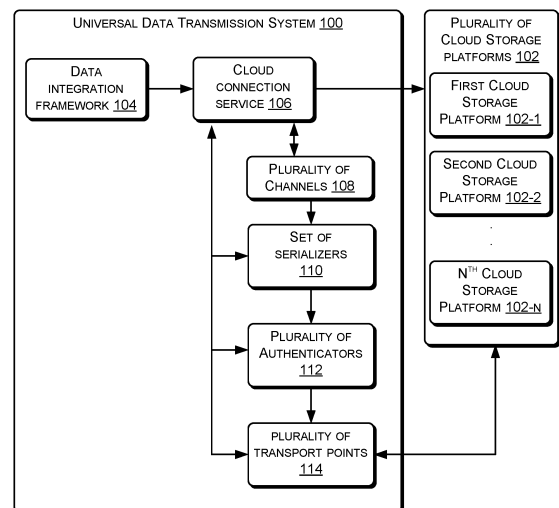 UNIVERSAL DATA TRANSMISSION SYSTEM 100
DATA
INTEGRATION
FRAMEWORK 104
CLOUD
CONNECTION
SERVICE 106
PLURALITY OF
CHANNELS 108
SET OF
SERIALIZERS
110
PLURALITY OF
AUTHENTICATORS
112
PLURALITY OF
TRANSPORT POINTS
114
PLURALITY OF
CLOUD STORAGE
PLATFORMS 102
FIRST CLOUD
STORAGE
PLATFORM 102-1
SECOND CLOUD
STORAGE
PLATFORM 102-2
.
.
NTH CLOUD
STORAGE
PLATFORM 102-N